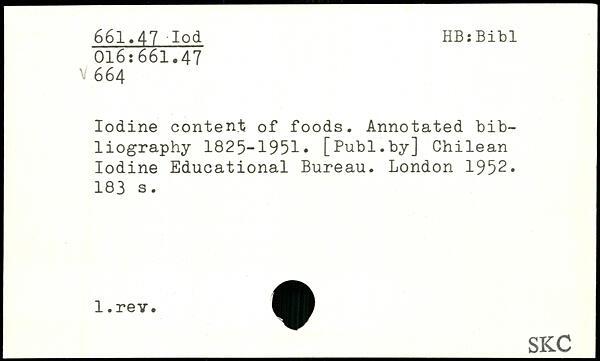 661.47 Iod HB:Bibl
016:661.47
√ 664
Iodine content of foods. Annotated bib-
liography 1825-1951. [Publ.by] Chilean
Iodine Educational Bureau. London 1952.
183 s.
1.rev.
SKC